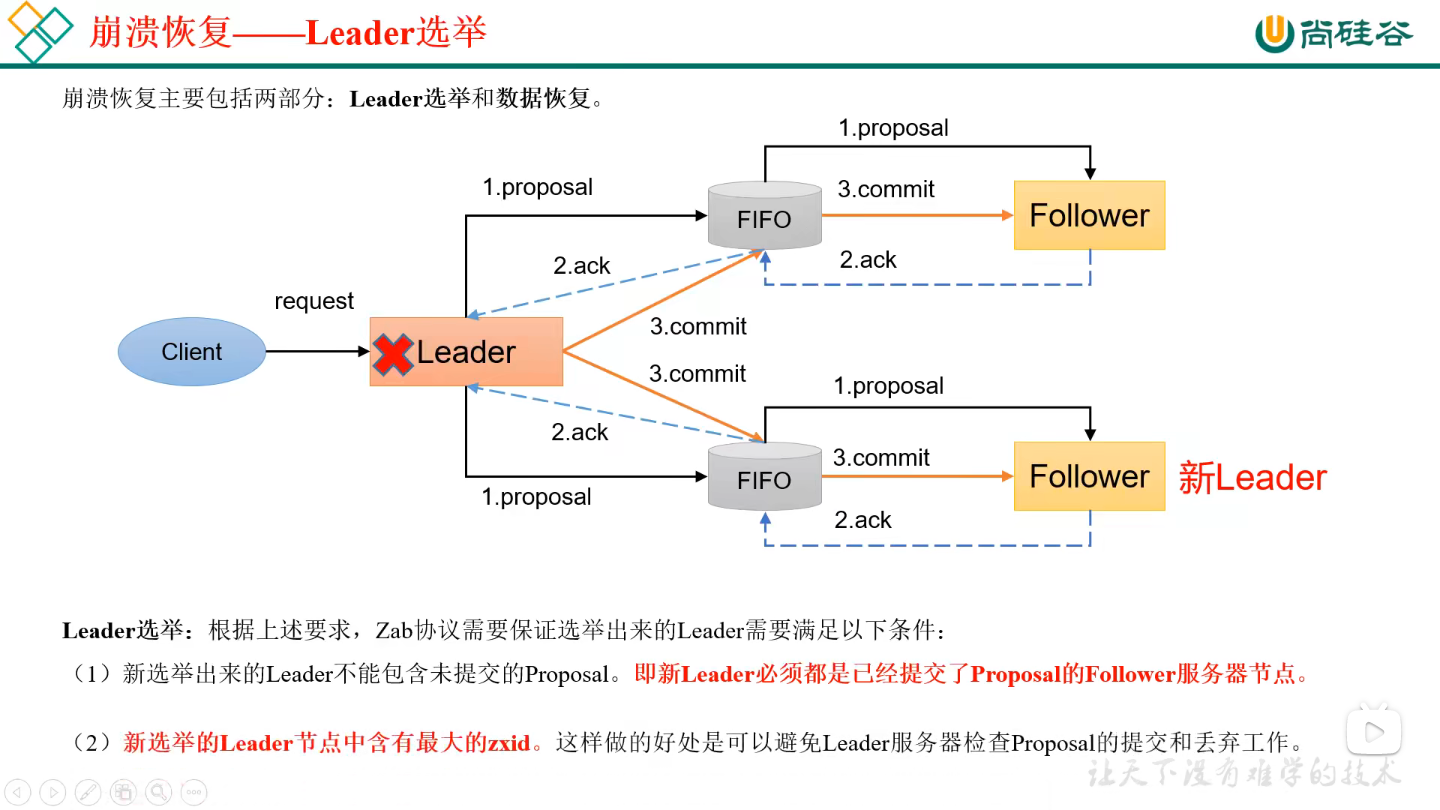 崩溃恢复——Leader选举
尚硅谷
崩溃恢复主要包括两部分：Leader选举和数据恢复。
1.proposal
1.proposal
FIFO
3.commit
Follower
2.ack
2.ack
request
3.commit
Client
Leader
3.commit
1.proposal
2.ack
3.commit
FIFO
Follower
新Leader
1.proposal
2.ack
Leader选举：根据上述要求，Zab协议需要保证选举出来的Leader需要满足以下条件：
（1）新选举出来的Leader不能包含未提交的Proposal。即新Leader必须都是已经提交了Proposal的Follower服务器节点。
（2）新选举的Leader节点中含有最大的zxid。这样做的好处是可以避免Leader服务器检查Proposal的提交和丢弃工作。
让天下没有难学的技术